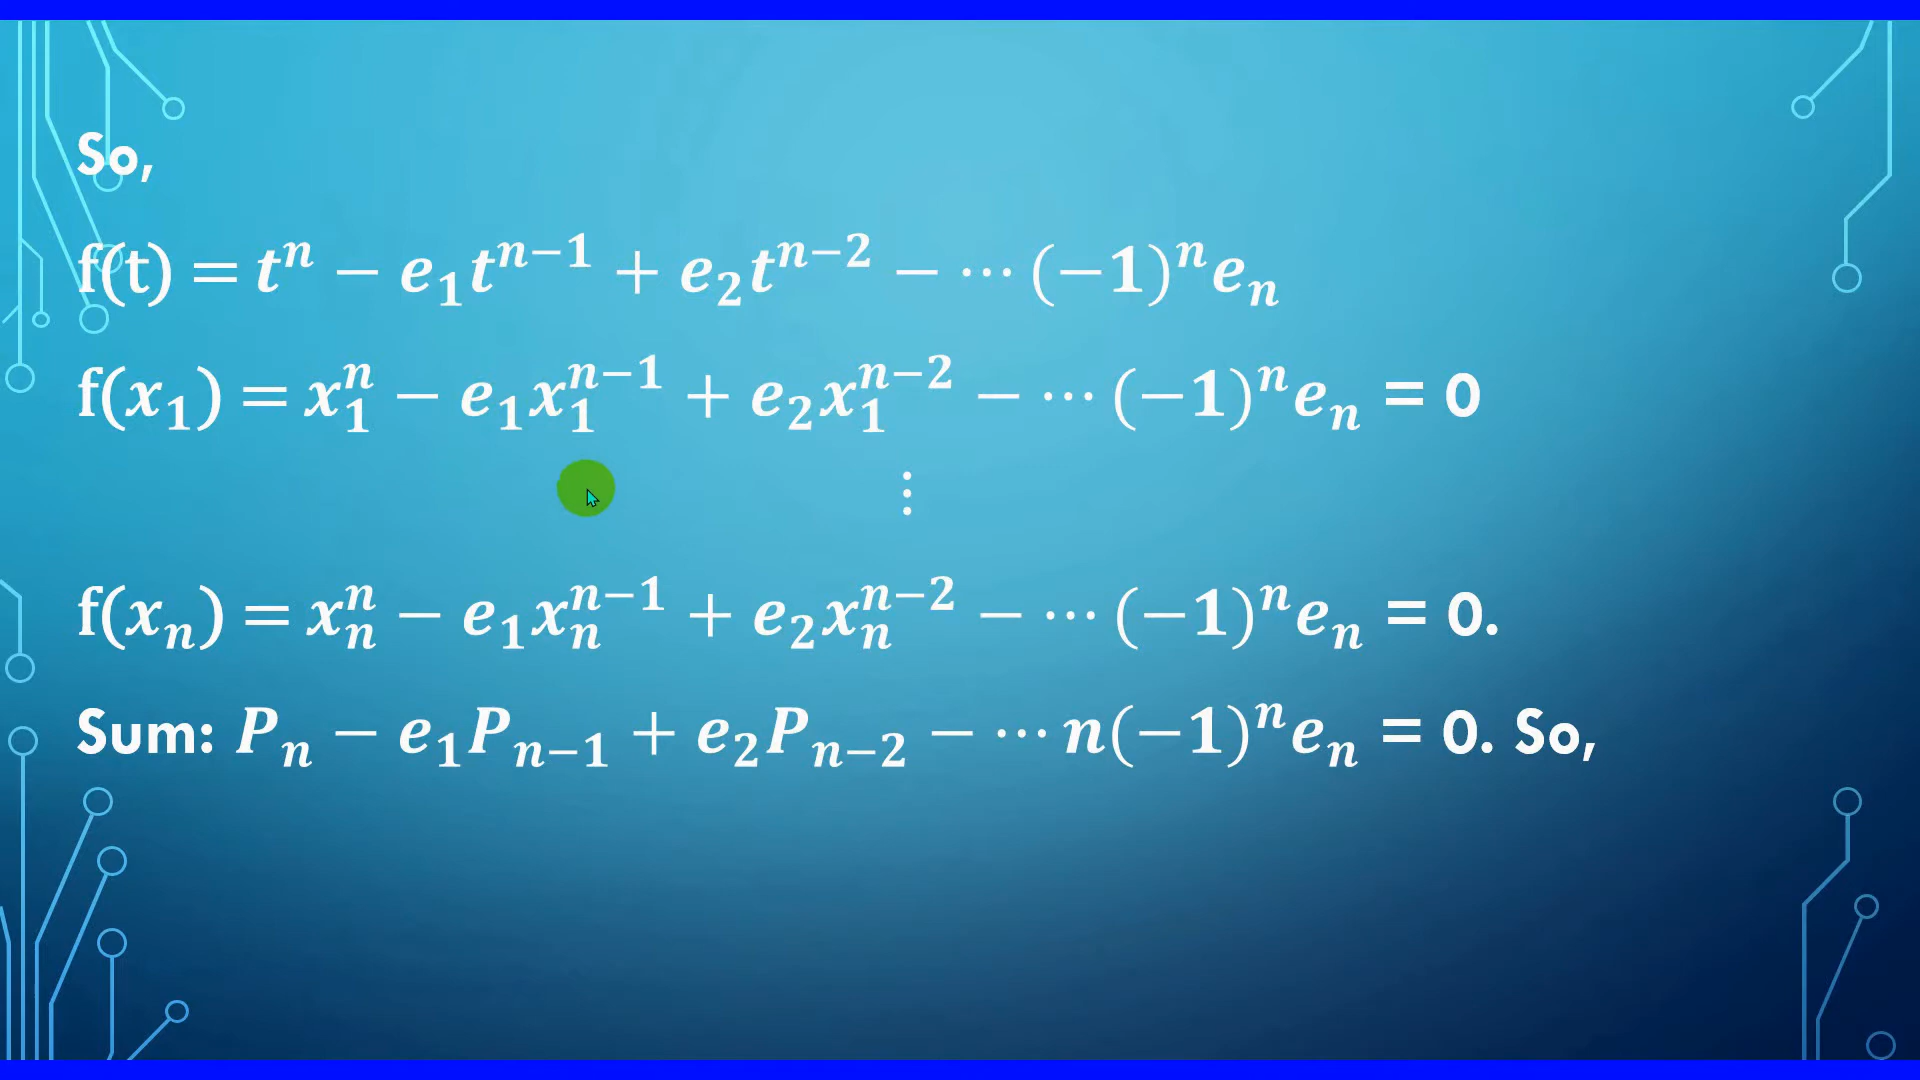 So,
f(t) = tⁿ − e₁tⁿ⁻¹ + e₂tⁿ⁻² − ⋯ (−1)ⁿeₙ
f(x₁) = x₁ⁿ − e₁x₁ⁿ⁻¹ + e₂x₁ⁿ⁻² − ⋯ (−1)ⁿeₙ = 0
⋮
f(xₙ) = xₙⁿ − e₁xₙⁿ⁻¹ + e₂xₙⁿ⁻² − ⋯ (−1)ⁿeₙ = 0.
Sum: Pₙ − e₁Pₙ₋₁ + e₂Pₙ₋₂ − ⋯ n(−1)ⁿeₙ = 0. So,